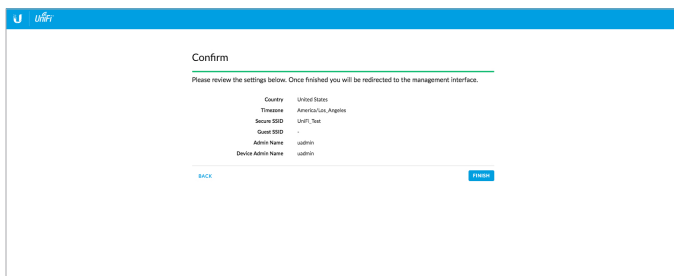 UniFi
Confirm
Please review the settings below. Once finished you will be redirected to the management interface.
Country United States
Timezone America/Los_Angeles
Secure SSID UniFi_Test
Guest SSID -
Admin Name uadmin
Device Admin Name uadmin
BACK FINISH